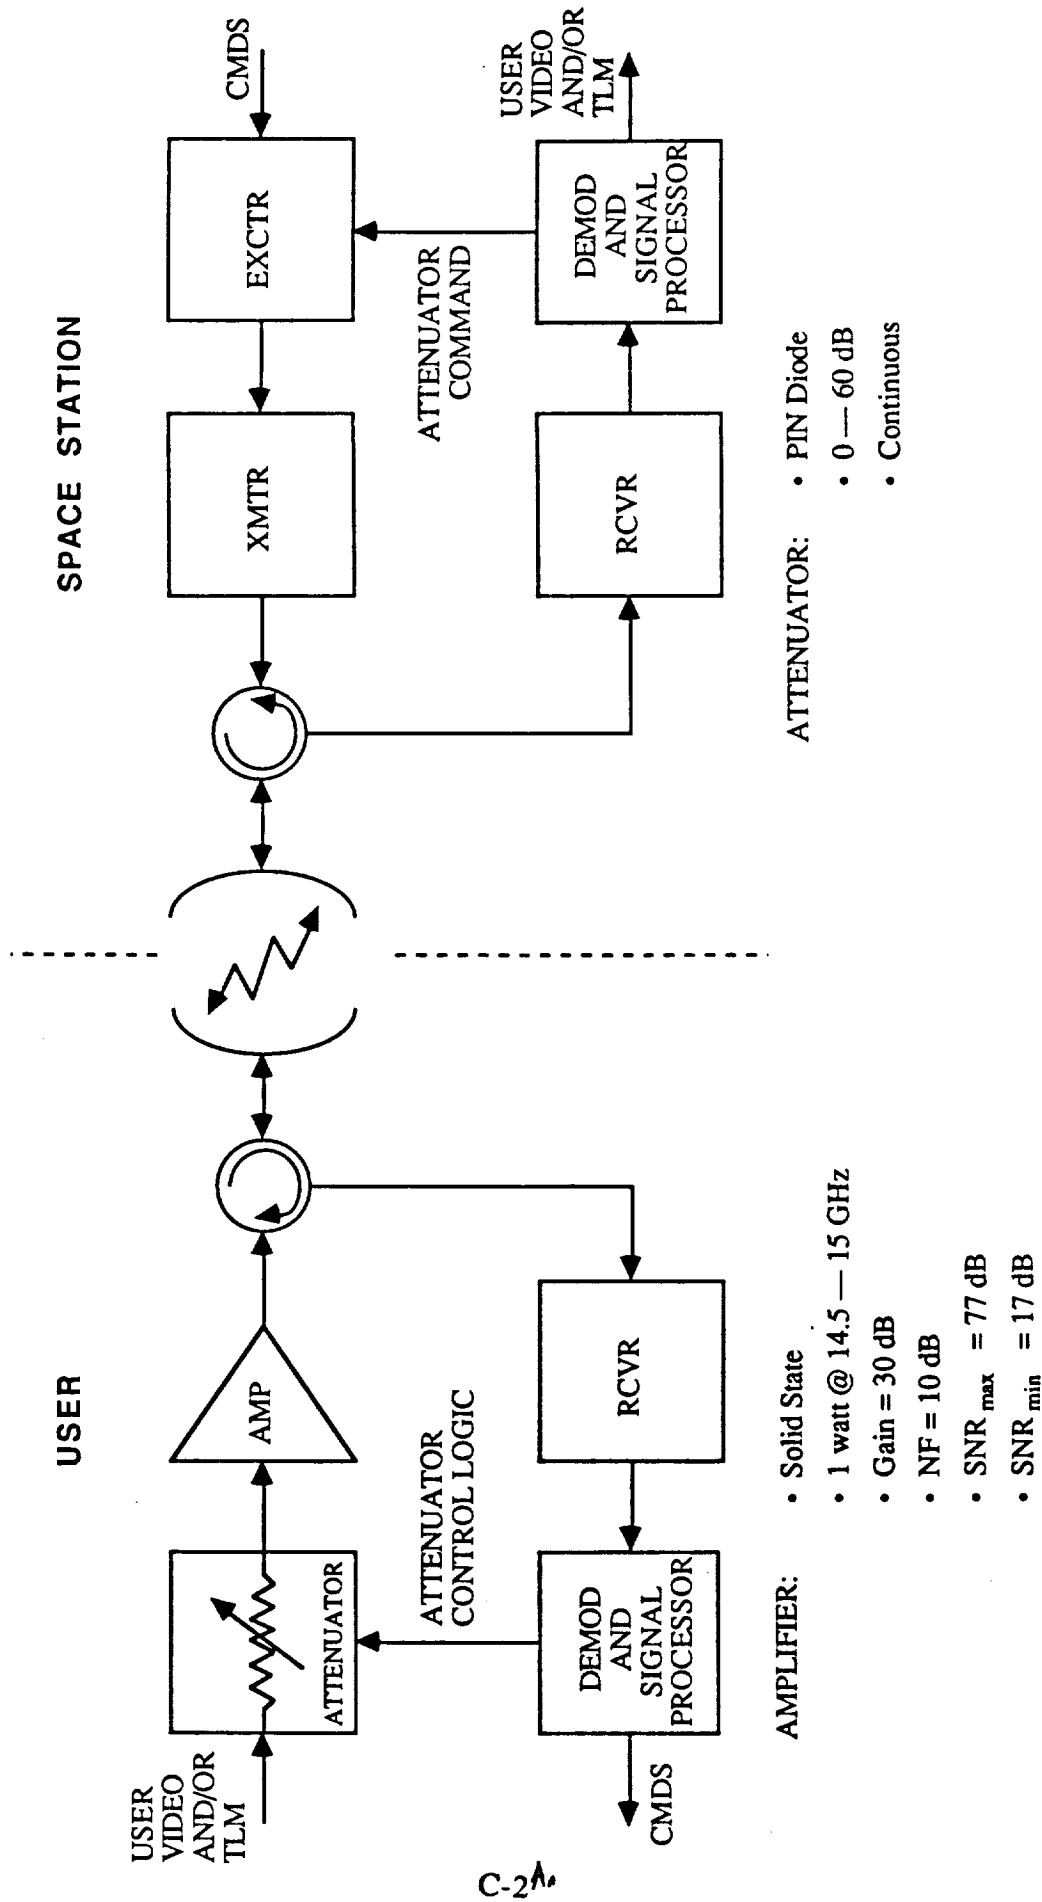 USER
SPACE STATION
USER
VIDEO
AND/OR
TLM
ATTENUATOR
AMP
XMTR
EXCTR
CMDS
ATTENUATOR
CONTROL LOGIC
ATTENUATOR
COMMAND
CMDS
DEMOD
AND
SIGNAL
PROCESSOR
RCVR
RCVR
DEMOD
AND
SIGNAL
PROCESSOR
USER
VIDEO
AND/OR
TLM
AMPLIFIER:
• Solid State
• 1 watt @ 14.5 — 15 GHz
• Gain = 30 dB
• NF = 10 dB
• SNR max = 77 dB
• SNR min = 17 dB
ATTENUATOR:
• PIN Diode
• 0 — 60 dB
• Continuous
C-2